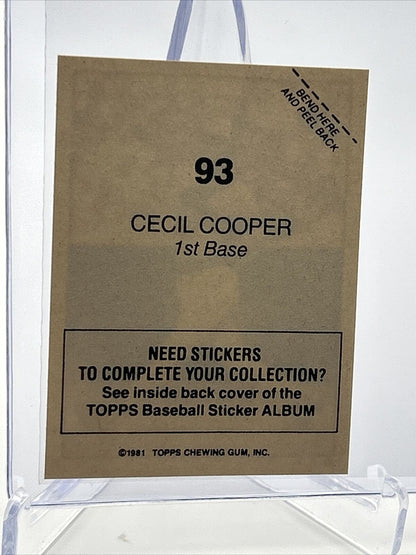 BEND HERE
AND PEEL BACK
93
CECIL COOPER
1st Base
NEED STICKERS
TO COMPLETE YOUR COLLECTION?
See inside back cover of the
TOPPS Baseball Sticker ALBUM
©1981 TOPPS CHEWING GUM, INC.